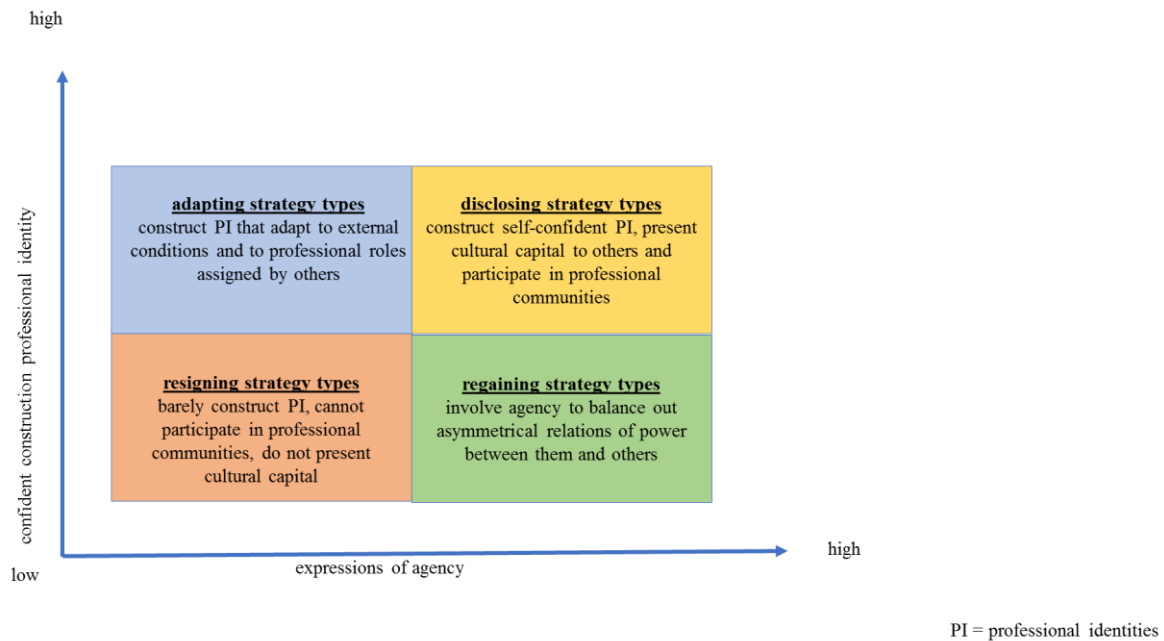 high
confident construction professional identity
adapting strategy types
construct PI that adapt to external
conditions and to professional roles
assigned by others
disclosing strategy types
construct self-confident PI, present
cultural capital to others and
participate in professional
communities
resigning strategy types
barely construct PI, cannot
participate in professional
communities, do not present
cultural capital
regaining strategy types
involve agency to balance out
asymmetrical relations of power
between them and others
low
expressions of agency
high
PI = professional identities